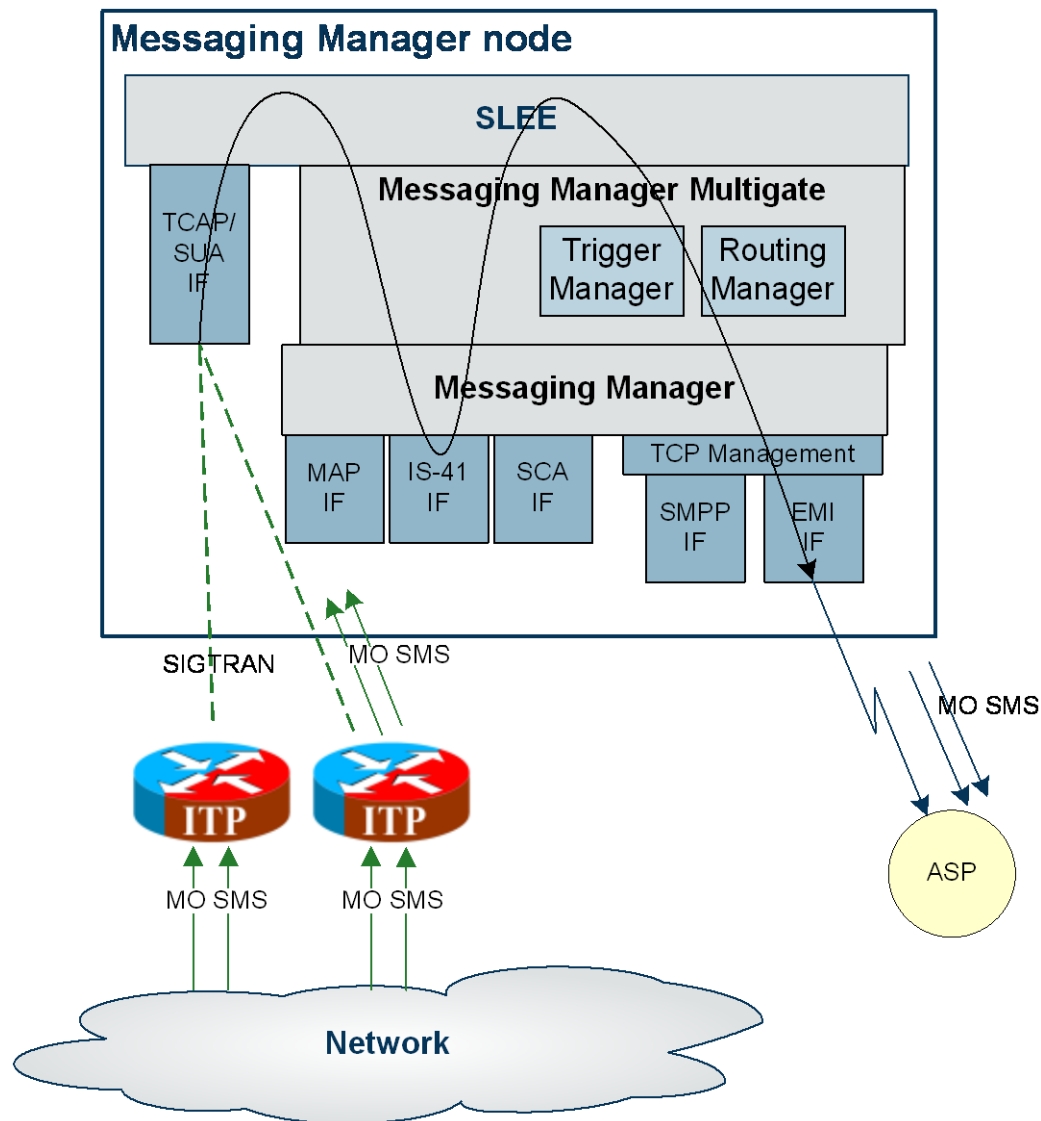 Messaging Manager node
SLEE
Messaging Manager Multigate
TCAP/
SUA
IF
Trigger
Manager
Routing
Manager
Messaging Manager
TCP Management
MAP
IF
IS-41
IF
SCA
IF
SMPP
IF
EMI
IF
SIGTRAN
MO SMS
MO SMS
ITP
ITP
ASP
MO SMS
MO SMS
Network